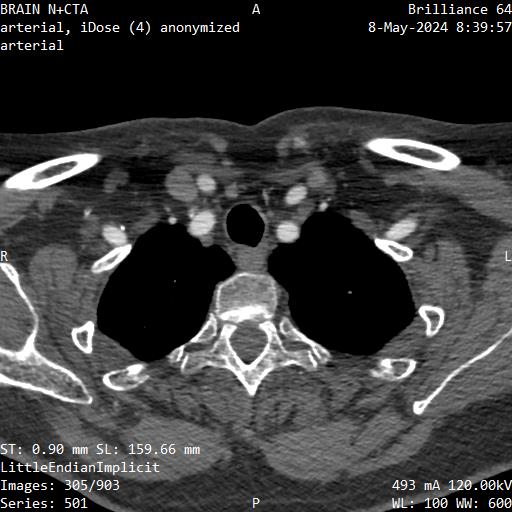 BRAIN N+CTA
A
Brilliance 64
arterial, iDose (4) anonymized
8-May-2024 8:39:57
arterial
R
L
ST: 0.90 mm SL: 159.66 mm
LittleEndianImplicit
Images: 305/903
493 mA 120.00kV
Series: 501
P
WL: 100 WW: 600